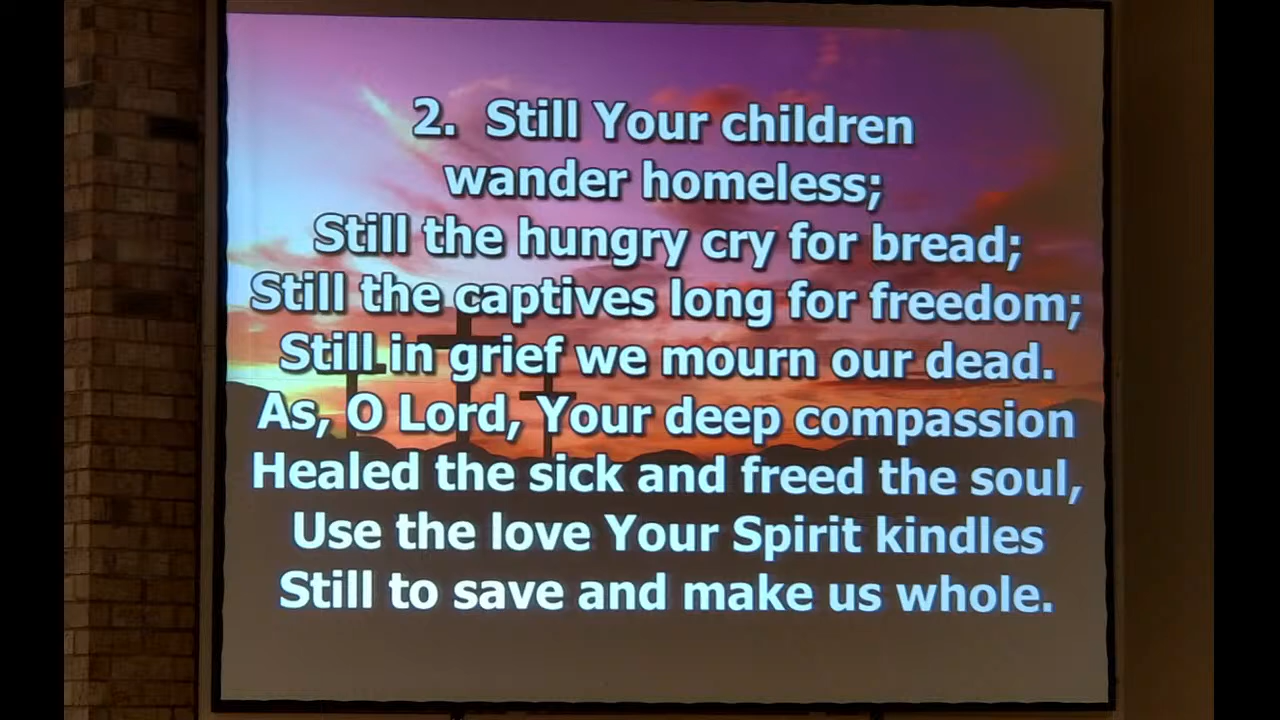 2. Still Your children
wander homeless;
Still the hungry cry for bread;
Still the captives long for freedom;
Still in grief we mourn our dead.
As, O Lord, Your deep compassion
Healed the sick and freed the soul,
Use the love Your Spirit kindles
Still to save and make us whole.